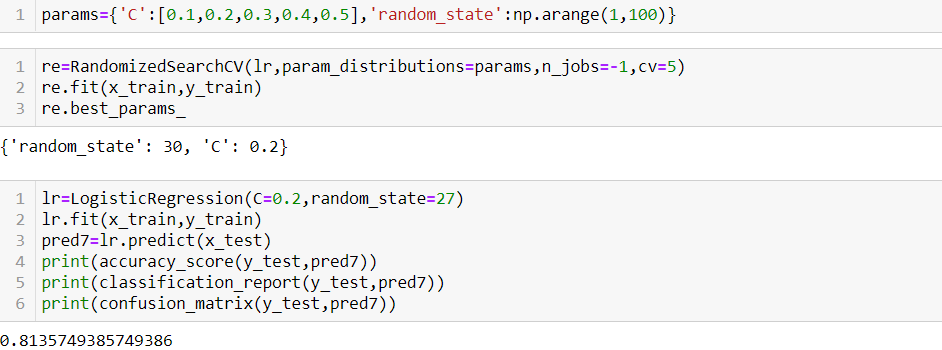 1 params={'C':[0.1,0.2,0.3,0.4,0.5],'random_state':np.arange(1,100)}
1 re=RandomizedSearchCV(lr,param_distributions=params,n_jobs=-1,cv=5)
2 re.fit(x_train,y_train)
3 re.best_params_
{'random_state': 30, 'C': 0.2}
1 lr=LogisticRegression(C=0.2,random_state=27)
2 lr.fit(x_train,y_train)
3 pred7=lr.predict(x_test)
4 print(accuracy_score(y_test,pred7))
5 print(classification_report(y_test,pred7))
6 print(confusion_matrix(y_test,pred7))
0.8135749385749386